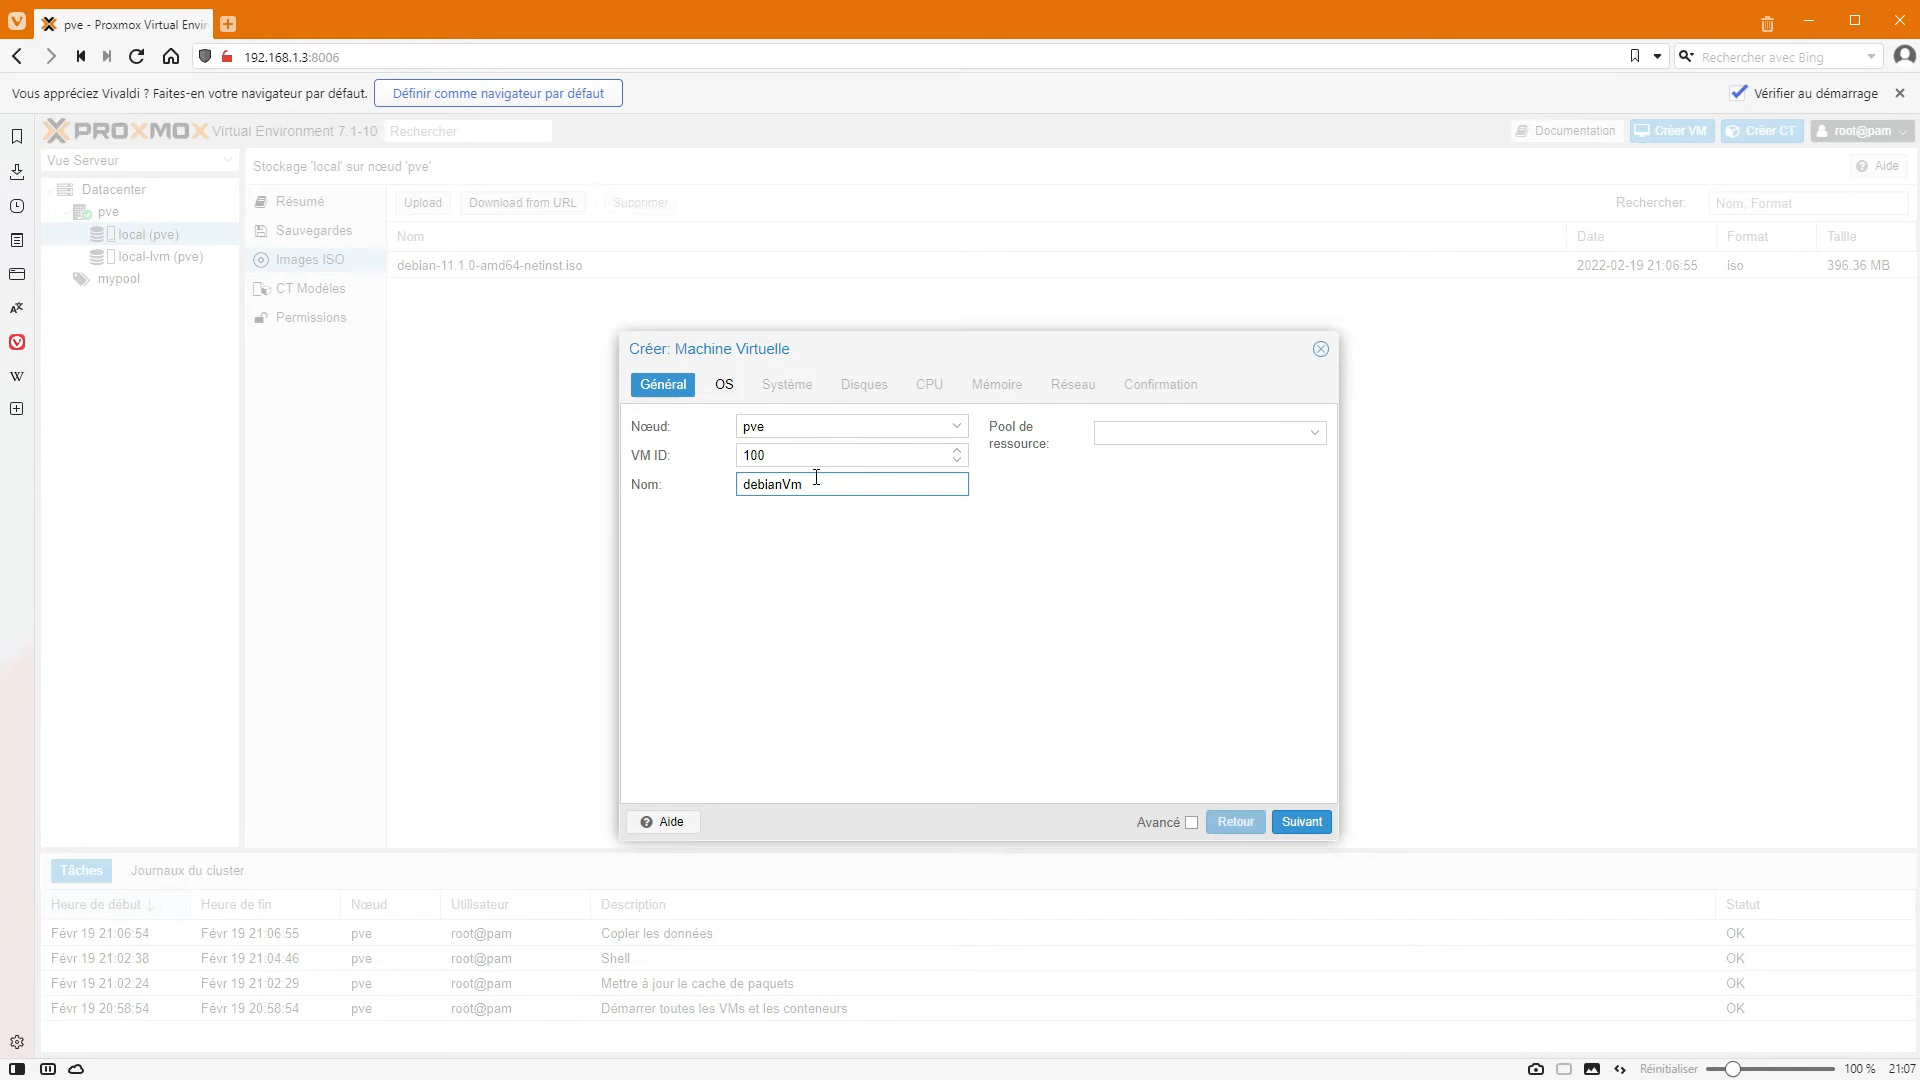 pve - Proxmox Virtual Envir
192.168.1.3:8006
Rechercher avec Bing
Vous appréciez Vivaldi ? Faites-en votre navigateur par défaut.
Définir comme navigateur par défaut
Vérifier au démarrage
PROXMOX Virtual Environment 7.1-10
Rechercher
Documentation
Créer VM
Créer CT
root@pam
Vue Serveur
Stockage 'local' sur nœud 'pve'
Aide
Datacenter
pve
local (pve)
local-lvm (pve)
mypool
Résumé
Sauvegardes
Images ISO
CT Modèles
Permissions
Upload
Download from URL
Supprimer
Rechercher:
Nom, Format
Nom
Date
Format
Taille
debian-11.1.0-amd64-netinst.iso
2022-02-19 21:06:55
iso
396.36 MB
Créer: Machine Virtuelle
Général
OS
Système
Disques
CPU
Mémoire
Réseau
Confirmation
Nœud:
pve
Pool de
ressource:
VM ID:
100
Nom:
debianVm
Aide
Avancé
Retour
Suivant
Tâches
Journaux du cluster
Heure de début
Heure de fin
Nœud
Utilisateur
Description
Statut
Févr 19 21:06:54
Févr 19 21:06:55
pve
root@pam
Copier les données
OK
Févr 19 21:02:38
Févr 19 21:04:46
pve
root@pam
Shell
OK
Févr 19 21:02:24
Févr 19 21:02:29
pve
root@pam
Mettre à jour le cache de paquets
OK
Févr 19 20:58:54
Févr 19 20:58:54
pve
root@pam
Démarrer toutes les VMs et les conteneurs
OK
Réinitialiser
100 %
21:07